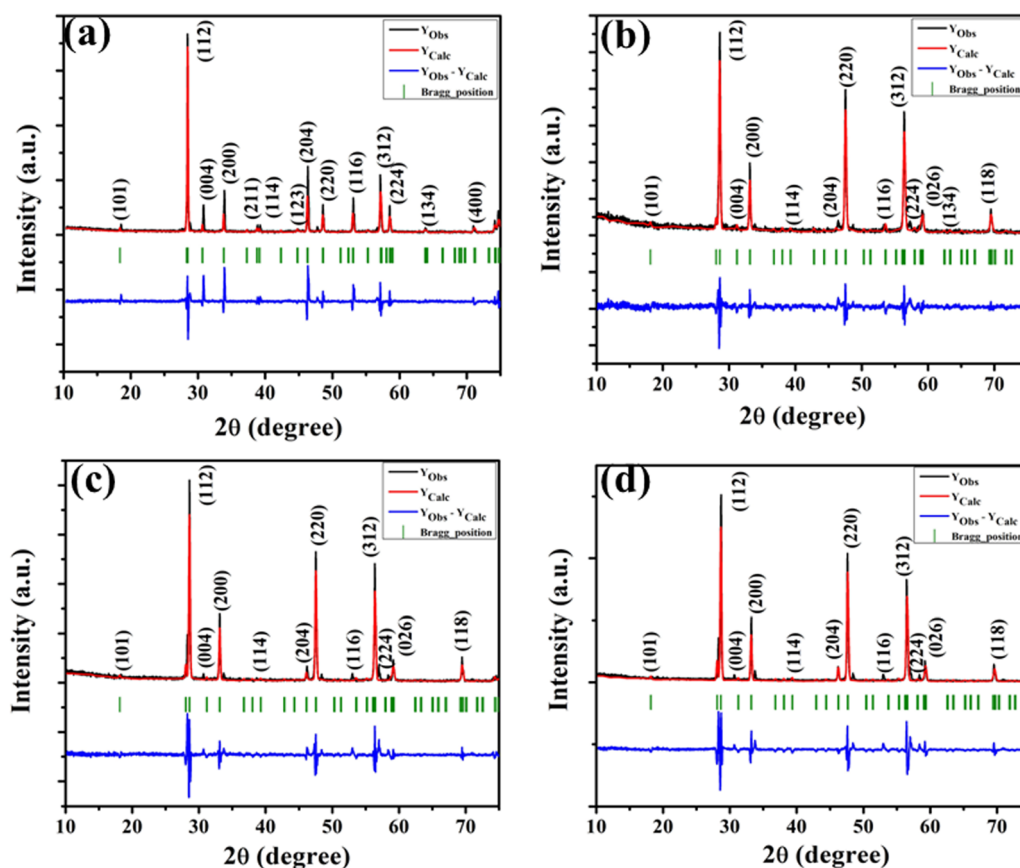 (a)
Y_Obs
Y_Calc
Y_Obs - Y_Calc
Bragg_position
(101)
(112)
(004)
(200)
(211)
(114)
(123)
(204)
(220)
(116)
(312)
(224)
(134)
(400)
Intensity (a.u.)
10 20 30 40 50 60 70
2θ (degree)
(b)
Y_Obs
Y_Calc
Y_Obs - Y_Calc
Bragg_position
(101)
(112)
(004)
(200)
(114)
(204)
(220)
(116)
(312)
(224)
(026)
(134)
(118)
Intensity (a.u.)
10 20 30 40 50 60 70
2θ (degree)
(c)
Y_Obs
Y_Calc
Y_Obs - Y_Calc
Bragg_position
(101)
(112)
(004)
(200)
(114)
(204)
(220)
(116)
(312)
(224)
(026)
(118)
Intensity (a.u.)
10 20 30 40 50 60 70
2θ (degree)
(d)
Y_Obs
Y_Calc
Y_Obs - Y_Calc
Bragg_position
(101)
(112)
(004)
(200)
(114)
(204)
(220)
(116)
(312)
(224)
(026)
(118)
Intensity (a.u.)
10 20 30 40 50 60 70
2θ (degree)